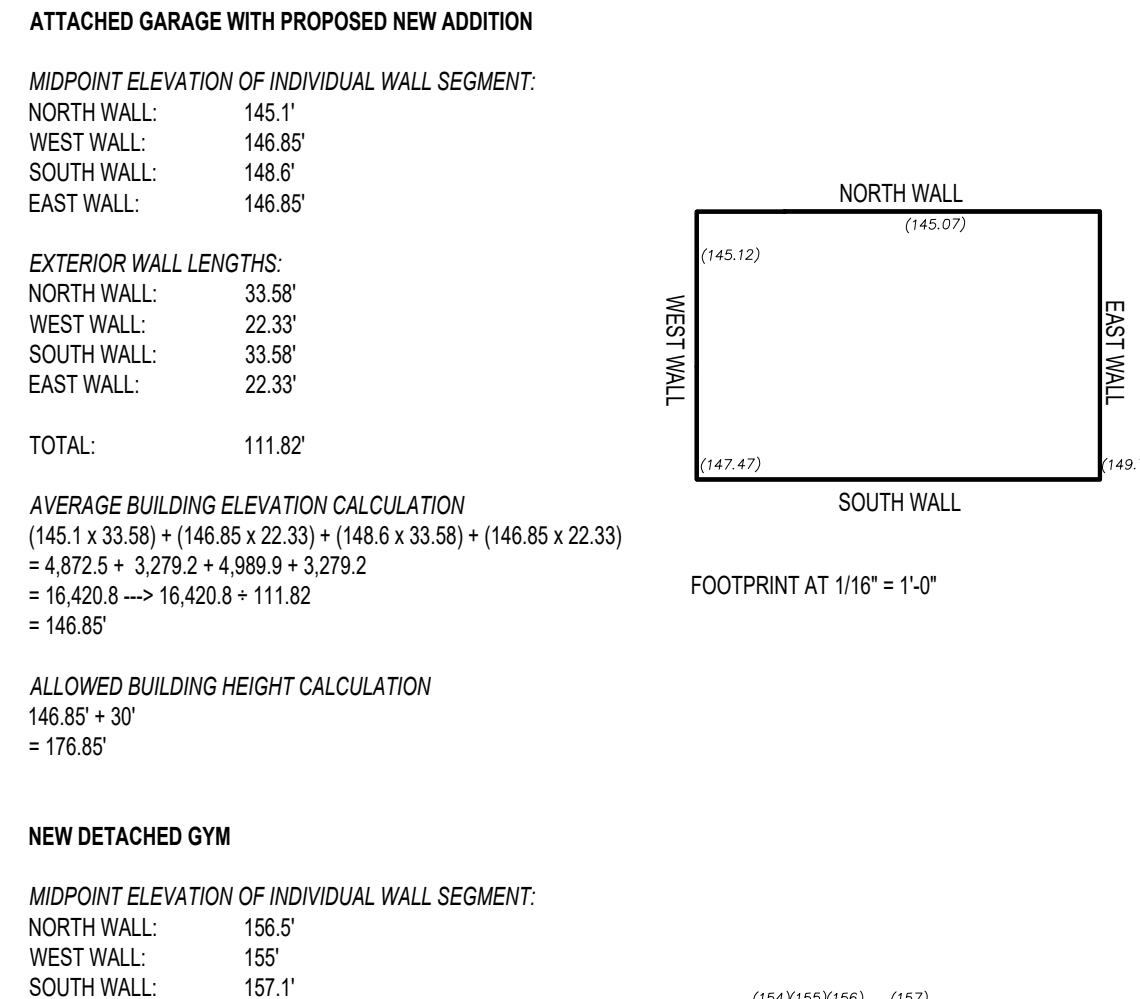 ATTACHED GARAGE WITH PROPOSED NEW ADDITION
MIDPOINT ELEVATION OF INDIVIDUAL WALL SEGMENT:
NORTH WALL: 145.1'
WEST WALL: 146.85'
SOUTH WALL: 148.6'
EAST WALL: 146.85'
EXTERIOR WALL LENGTHS:
NORTH WALL: 33.58'
WEST WALL: 22.33'
SOUTH WALL: 33.58'
EAST WALL: 22.33'
TOTAL: 111.82'
AVERAGE BUILDING ELEVATION CALCULATION
(145.1 x 33.58) + (146.85 x 22.33) + (148.6 x 33.58) + (146.85 x 22.33)
= 4,872.5 + 3,279.2 + 4,989.9 + 3,279.2
= 16,420.8 ---> 16,420.8 ÷ 111.82
= 146.85'
ALLOWED BUILDING HEIGHT CALCULATION
146.85' + 30'
= 176.85'
NORTH WALL
(145.07)
(145.12)
WEST WALL
EAST WALL
(147.47)
(149.
SOUTH WALL
FOOTPRINT AT 1/16" = 1'-0"
NEW DETACHED GYM
MIDPOINT ELEVATION OF INDIVIDUAL WALL SEGMENT:
NORTH WALL: 156.5'
WEST WALL: 155'
SOUTH WALL: 157.1'
(154)(155)(156) (157)